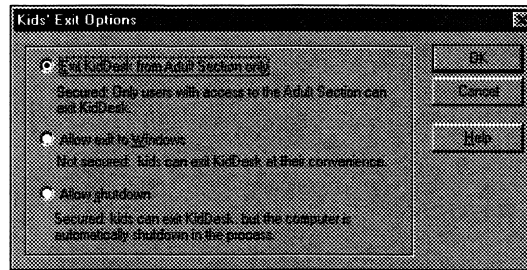 Kids' Exit Options
Exit KidDesk from Adult Section only
Secured: Only users with access to the Adult Section can
exit KidDesk.
Allow exit to Windows
Not secured: kids can exit KidDesk at their convenience.
Allow shutdown
Secured: kids can exit KidDesk, but the computer is
automatically shutdown in the process.
OK
Cancel
Help